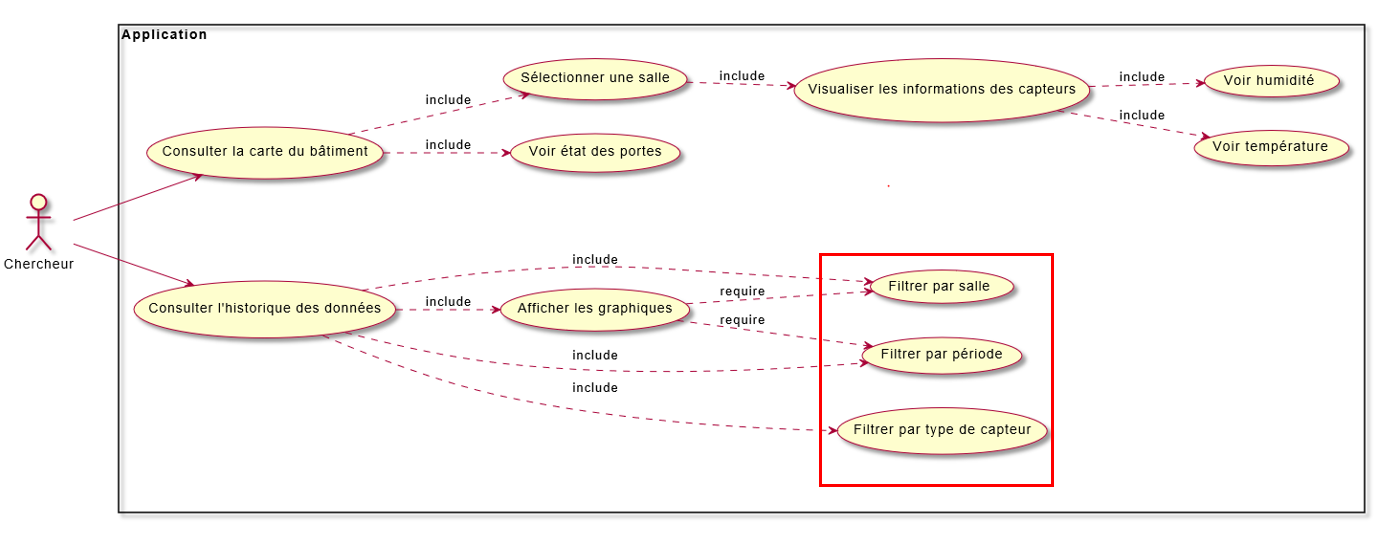 Application
Sélectionner une salle
include
Visualiser les informations des capteurs
include
Voir humidité
include
include
Voir température
Consulter la carte du bâtiment
include
Voir état des portes
Chercheur
include
Filtrer par salle
require
Consulter l'historique des données
include
Afficher les graphiques
require
include
Filtrer par période
include
Filtrer par type de capteur